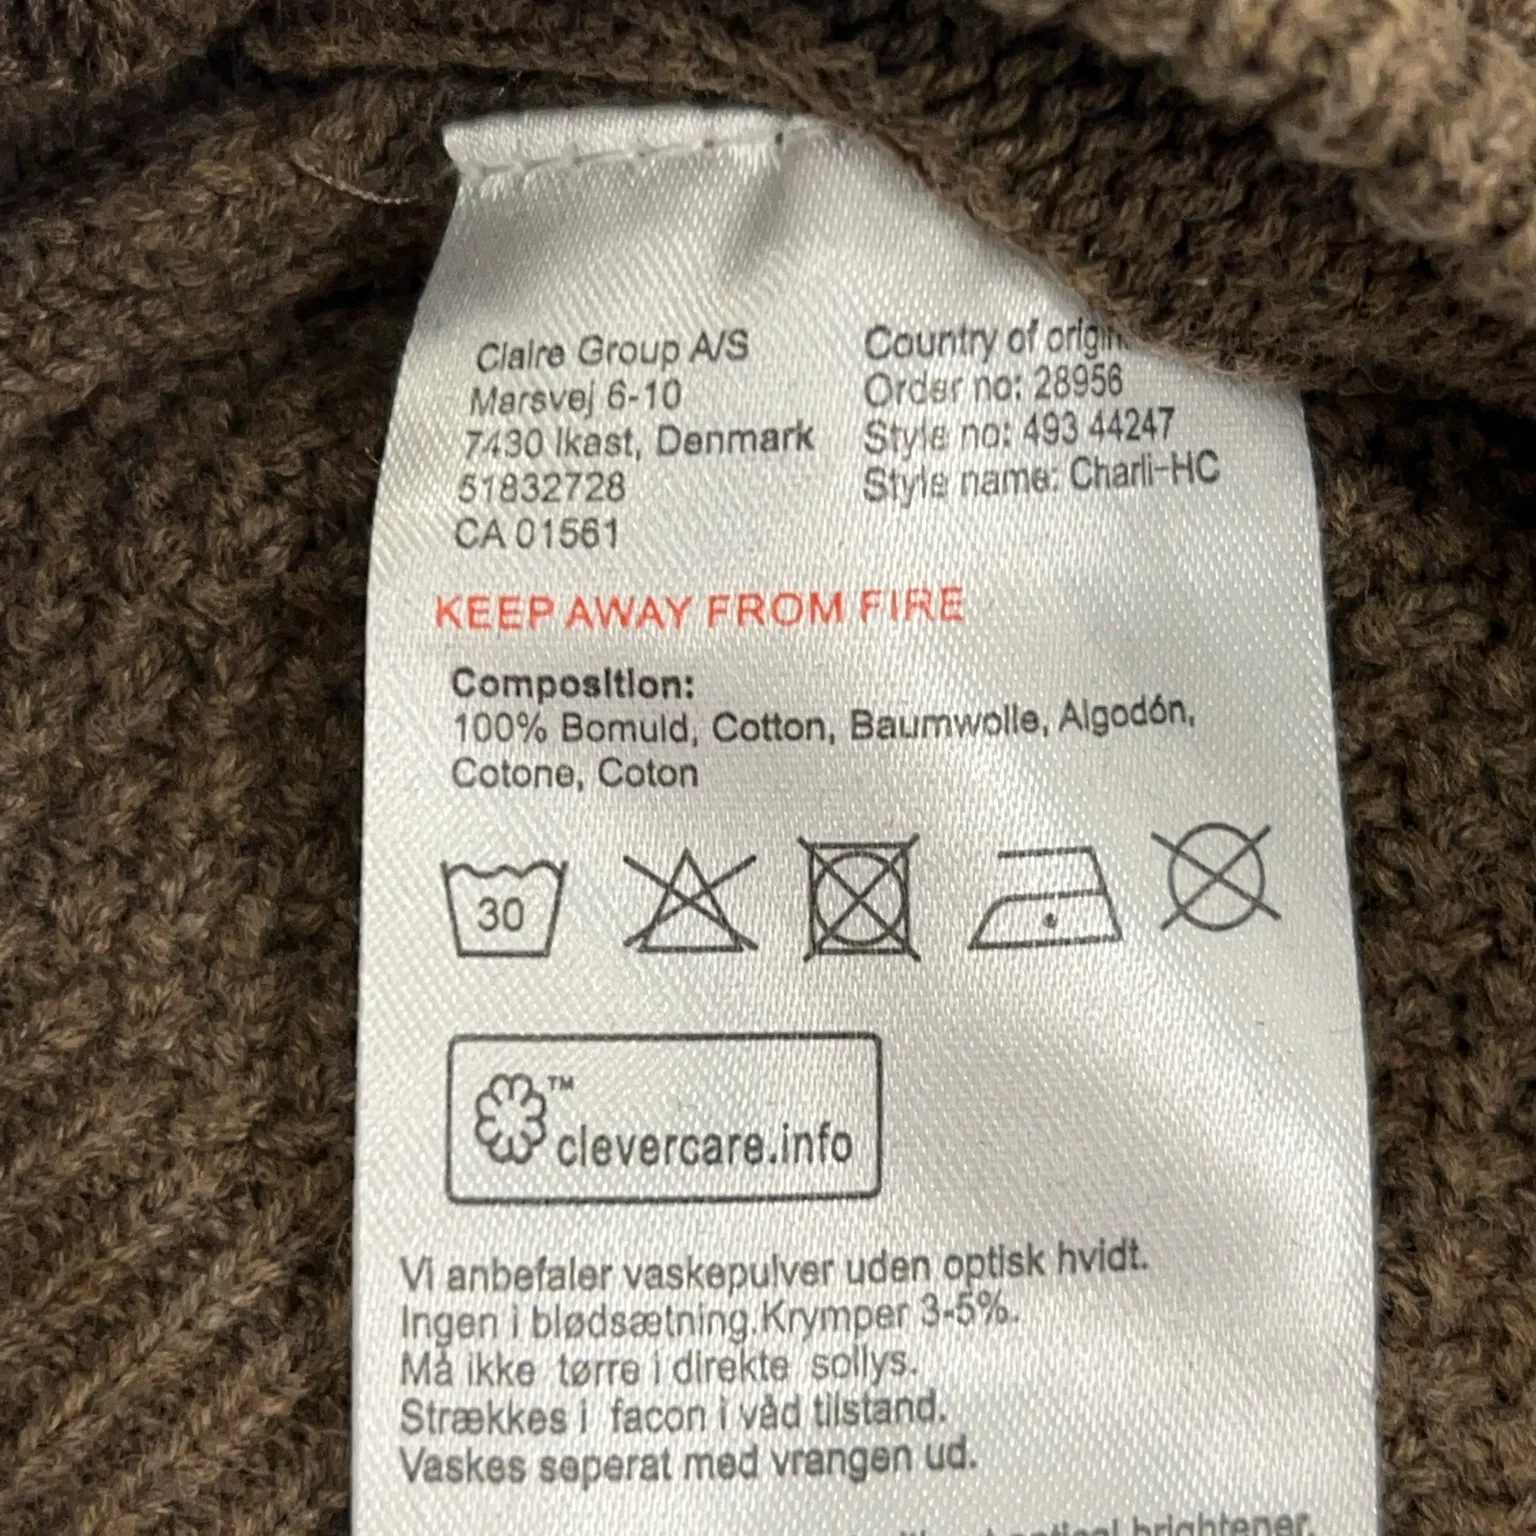 Claire Group A/S
Marsvej 6-10
7430 Ikast, Denmark
51832728
CA 01561
Country of origin
Order no: 28956
Style no: 493 44247
Style name: Charli-HC
KEEP AWAY FROM FIRE
Composition:
100% Bomuld, Cotton, Baumwolle, Algodón,
Cotone, Coton
30
™
clevercare.info
Vi anbefaler vaskepulver uden optisk hvidt.
Ingen i blødsætning.Krymper 3-5%.
Må ikke tørre i direkte sollys.
Strækkes i facon i våd tilstand.
Vaskes seperat med vrangen ud.
optical brightener.